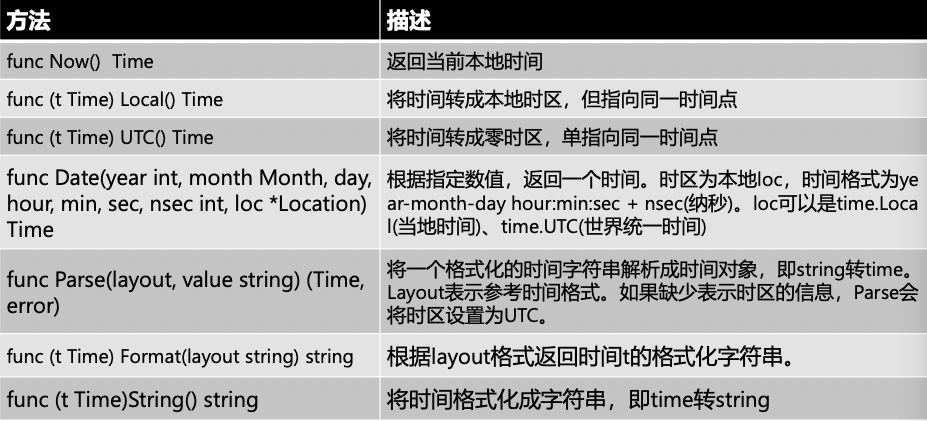 方法 描述
func Now()  Time 返回当前本地时间
func (t Time) Local() Time 将时间转成本地时区，但指向同一时间点
func (t Time) UTC() Time 将时间转成零时区，单指向同一时间点
func Date(year int, month Month, day,
hour, min, sec, nsec int, loc *Location)
Time
根据指定数值，返回一个时间。时区为本地loc，时间格式为ye
ar-month-day hour:min:sec + nsec(纳秒)。loc可以是time.Loca
l(当地时间)、time.UTC(世界统一时间)
func Parse(layout, value string) (Time,
error)
将一个格式化的时间字符串解析成时间对象，即string转time。
Layout表示参考时间格式。如果缺少表示时区的信息，Parse会
将时区设置为UTC。
func (t Time) Format(layout string) string 根据layout格式返回时间t的格式化字符串。
func (t Time)String() string 将时间格式化成字符串，即time转string